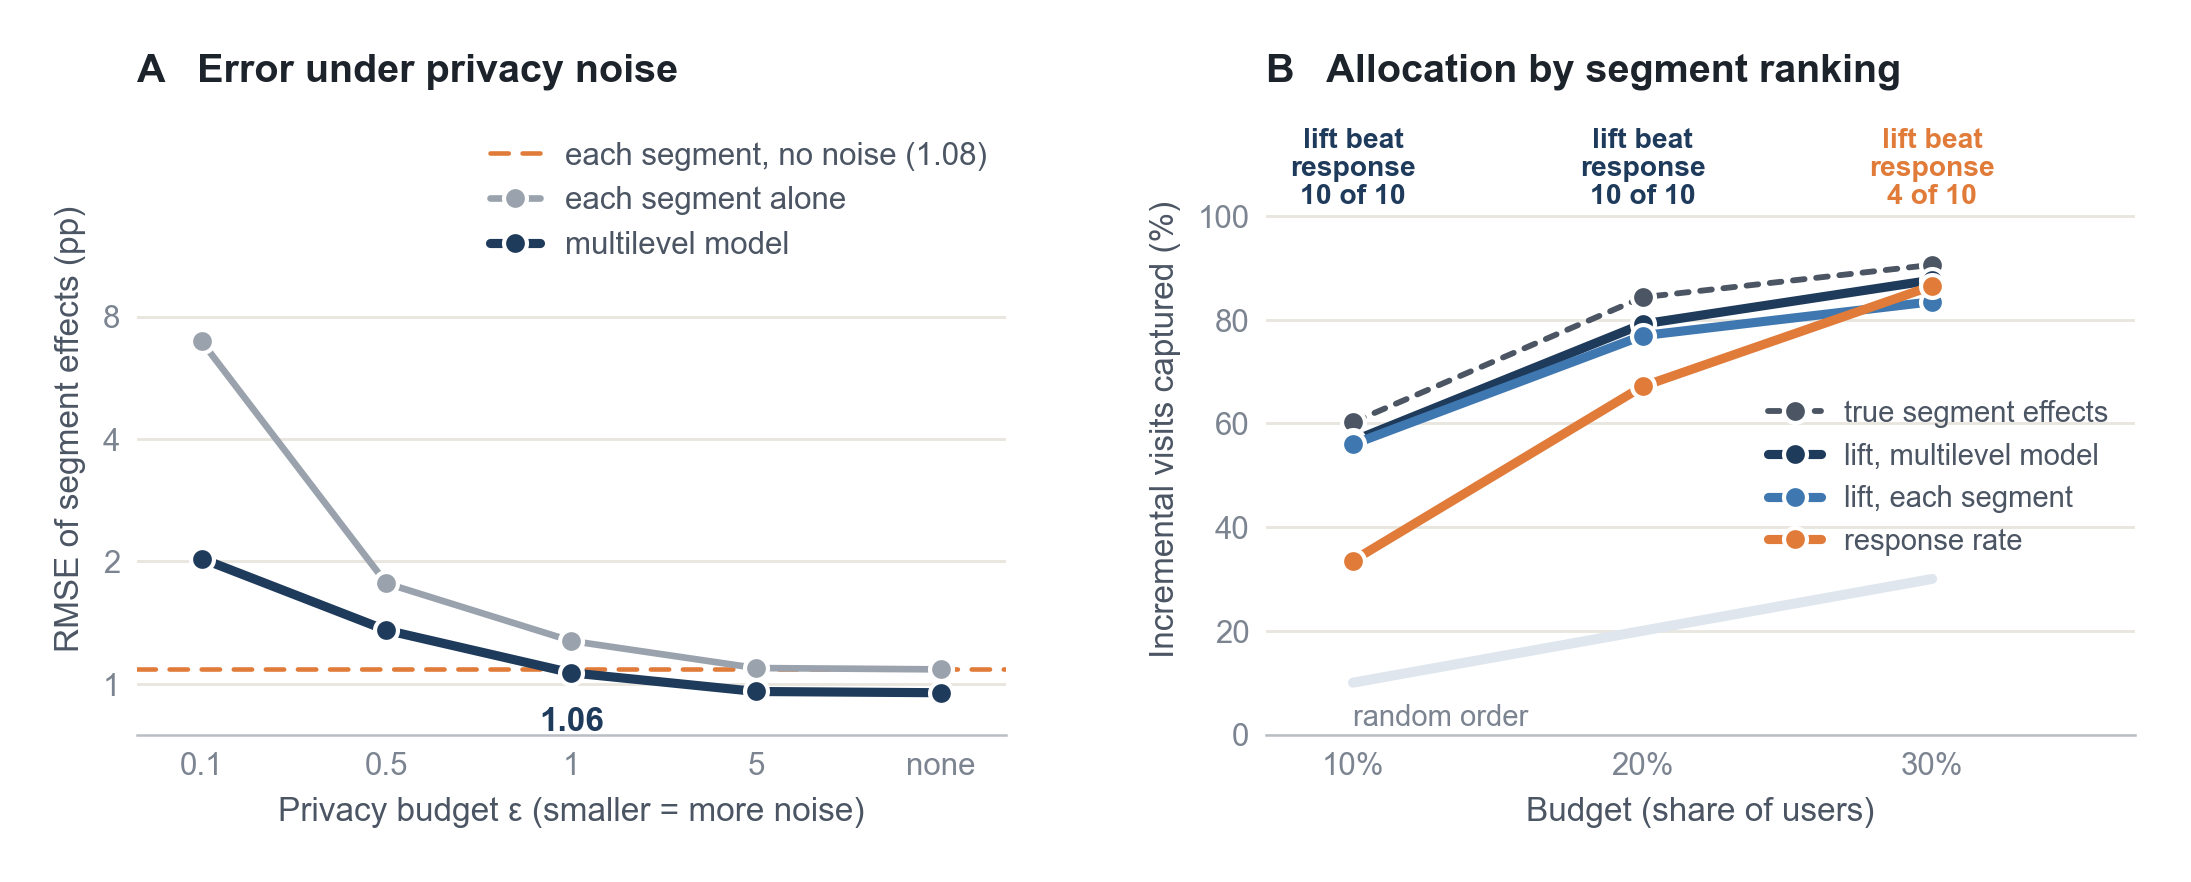 A Error under privacy noise
each segment, no noise (1.08)
each segment alone
multilevel model
RMSE of segment effects (pp)
8
4
2
1
1.06
0.1 0.5 1 5 none
Privacy budget ε (smaller = more noise)
B Allocation by segment ranking
lift beat
response
10 of 10
lift beat
response
10 of 10
lift beat
response
4 of 10
Incremental visits captured (%)
100
80
60
40
20
0
true segment effects
lift, multilevel model
lift, each segment
response rate
random order
10% 20% 30%
Budget (share of users)